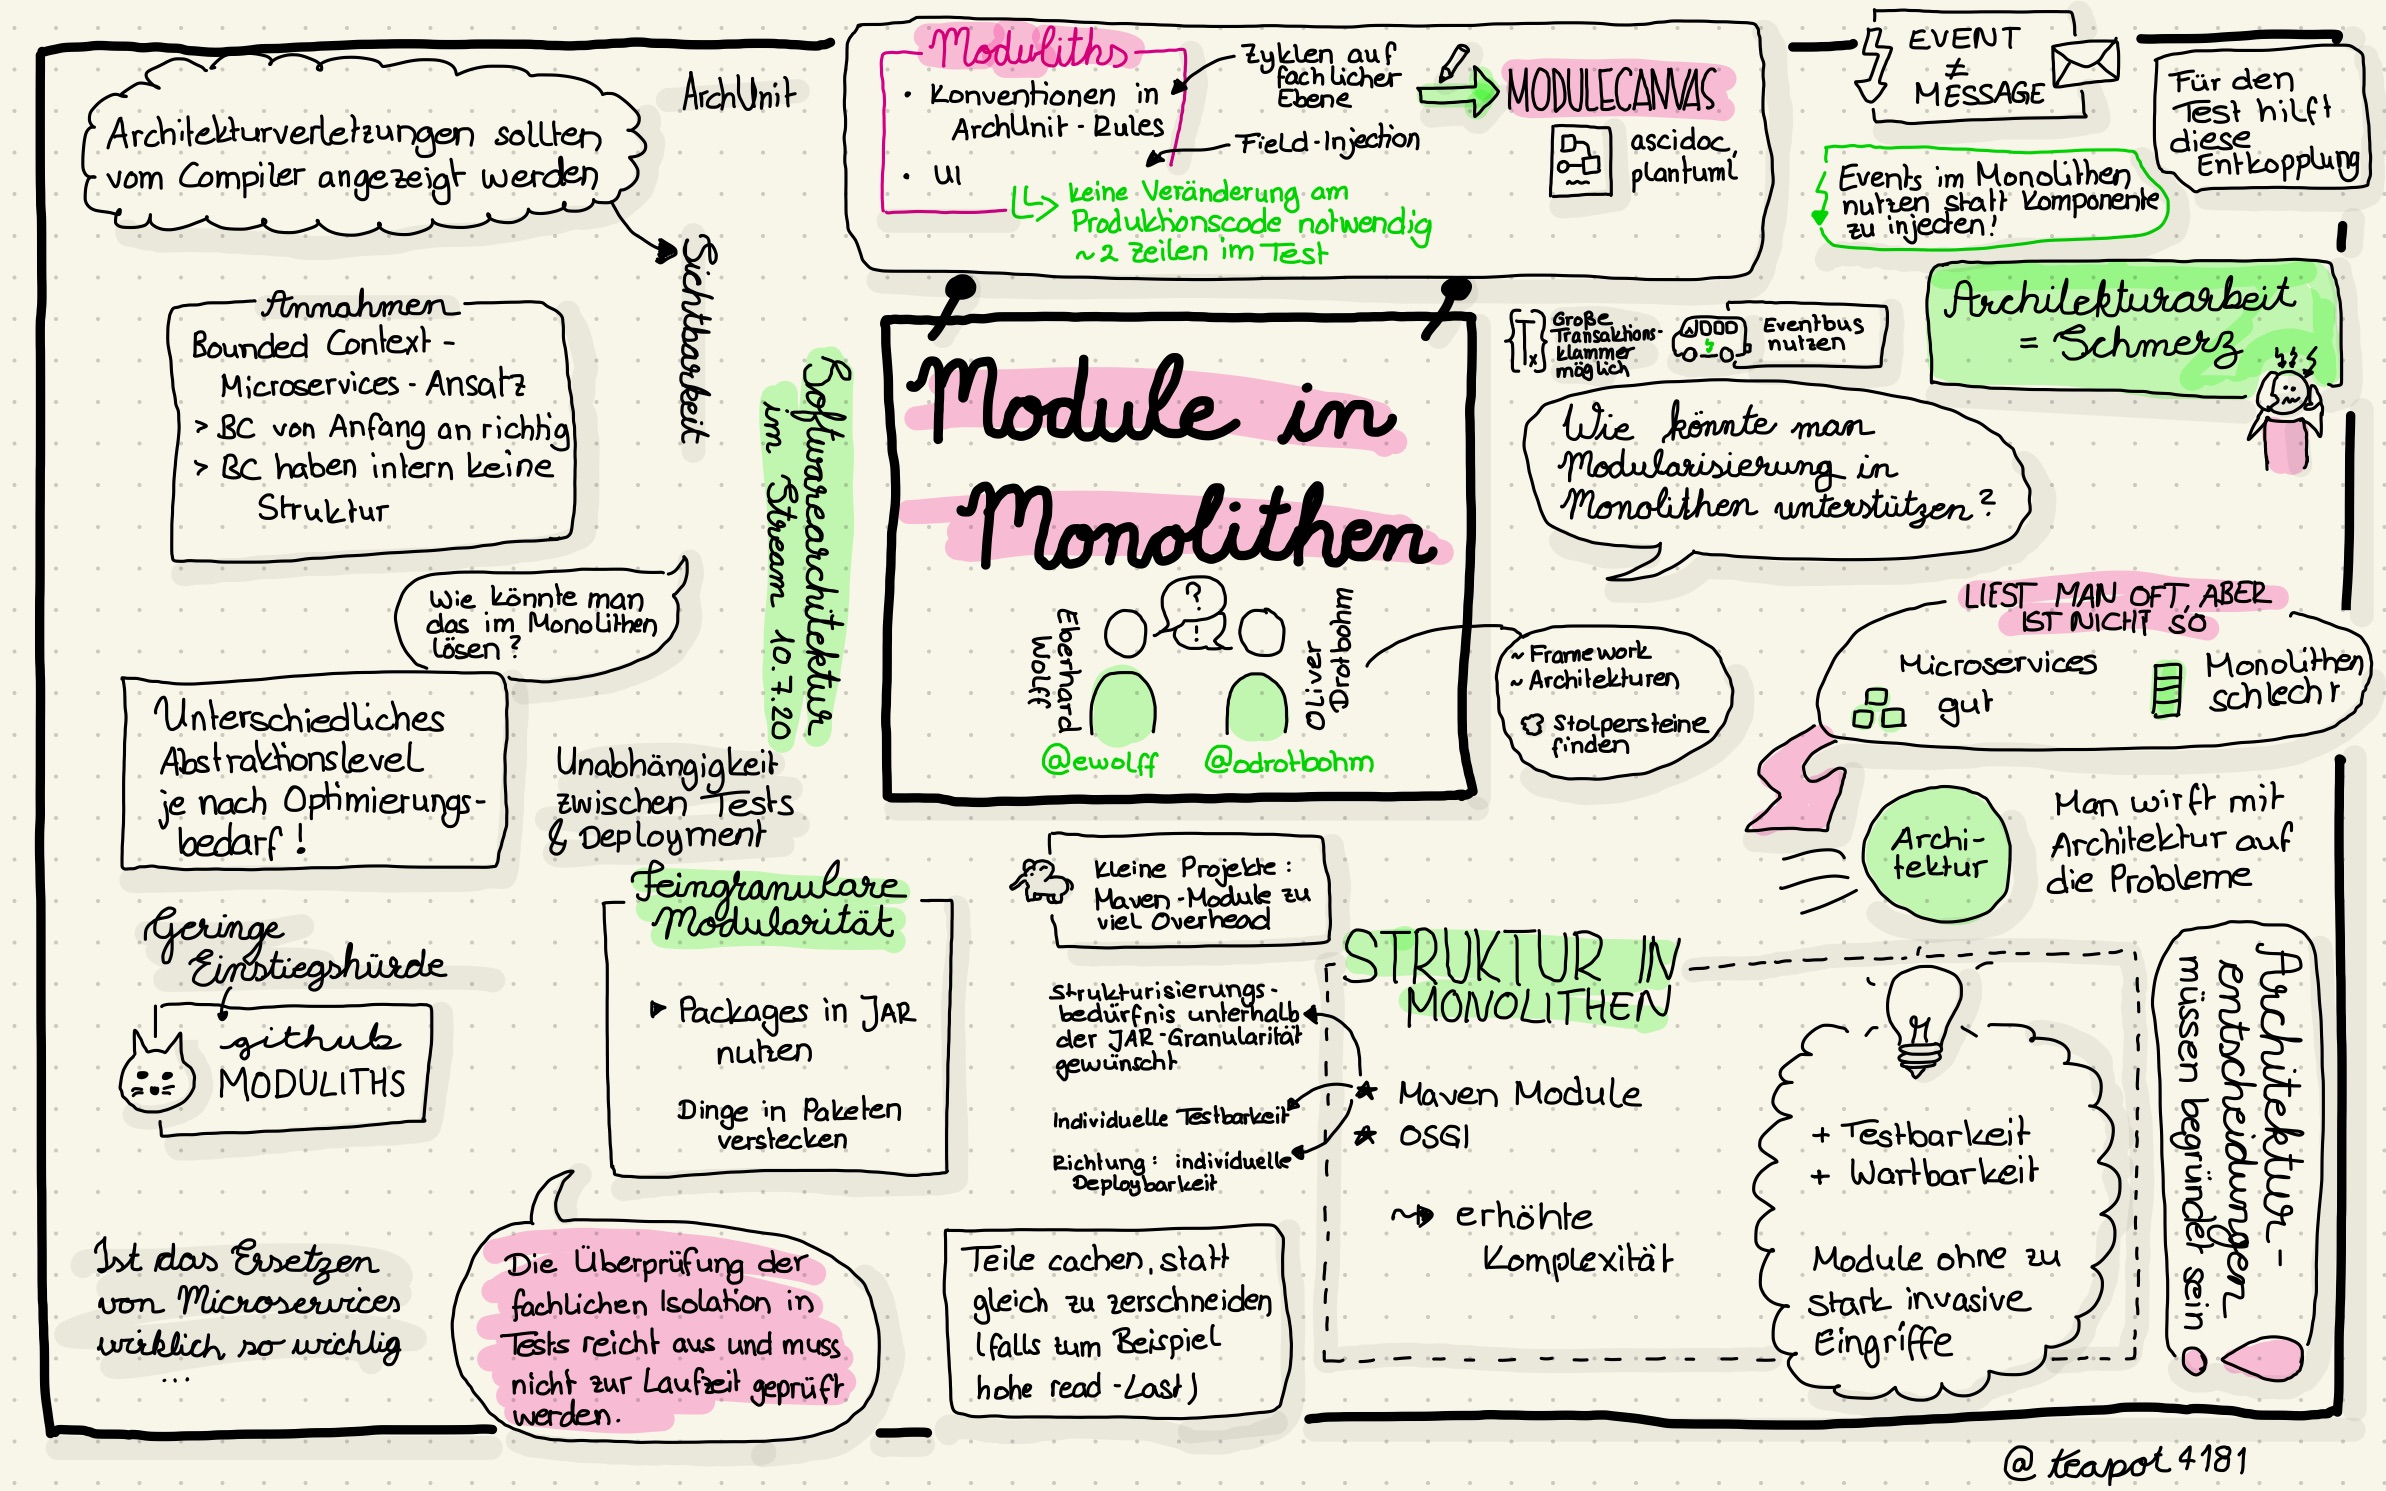 Architekturverletzungen sollten
vom Compiler angezeigt werden
ArchUnit
Sichtbarkeit
Moduliths
• Konventionen in
ArchUnit - Rules
• UI
Zyklen auf
fachlicher
Ebene
Field-Injection
keine Veränderung am
Produktionscode notwendig
~2 Zeilen im Test
MODULECANVAS
ascidoc,
plantuml
EVENT
≠
MESSAGE
Für den
Test hilft
diese
Entkopplung
Events im Monolithen
nutzen statt Komponente
zu injecten!
Architekturarbeit
= Schmerz
Annahmen
Bounded Context -
Microservices - Ansatz
> BC von Anfang an richtig
> BC haben intern keine
Struktur
Wie könnte man
das im Monolithen
lösen?
Softwarearchitektur
im Stream 10.7.20
Module in
Monolithen
Eberhard
Wolff
?
!
Oliver
Drotbohm
@ewolff
@odrotbohm
{Tx}
Große
Transaktions-
klammer
möglich
Eventbus
nutzen
Wie könnte man
Modularisierung in
Monolithen unterstützen?
~ Framework
~ Architekturen
Stolpersteine
finden
LIEST MAN OFT, ABER
IST NICHT SO
Microservices
gut
Monolithen
schlecht
Archi-
tektur
Man wirft mit
Architektur auf
die Probleme
Unterschiedliches
Abstraktionslevel
je nach Optimierungs-
bedarf!
Unabhängigkeit
zwischen Tests
& Deployment
Feingranulare
Modularität
Packages in JAR
nutzen
Dinge in Paketen
verstecken
Geringe
Einstiegshürde
github
MODULITHS
Kleine Projekte:
Maven-Module zu
viel Overhead
Strukturisierungs-
bedürfnis unterhalb
der JAR-Granularität
gewünscht
Individuelle Testbarkeit
Richtung: individuelle
Deploybarkeit
STRUKTUR IN
MONOLITHEN
Maven Module
OSGI
erhöhte
Komplexität
+ Testbarkeit
+ Wartbarkeit
Module ohne zu
stark invasive
Eingriffe
Architektur-
entscheidungen
müssen begründet sein
Ist das Ersetzen
von Microservices
wirklich so wichtig
...
Die Überprüfung der
fachlichen Isolation in
Tests reicht aus und muss
nicht zur Laufzeit geprüft
werden.
Teile cachen, statt
gleich zu zerschneiden
(falls zum Beispiel
hohe read-Last)
@teapot4181